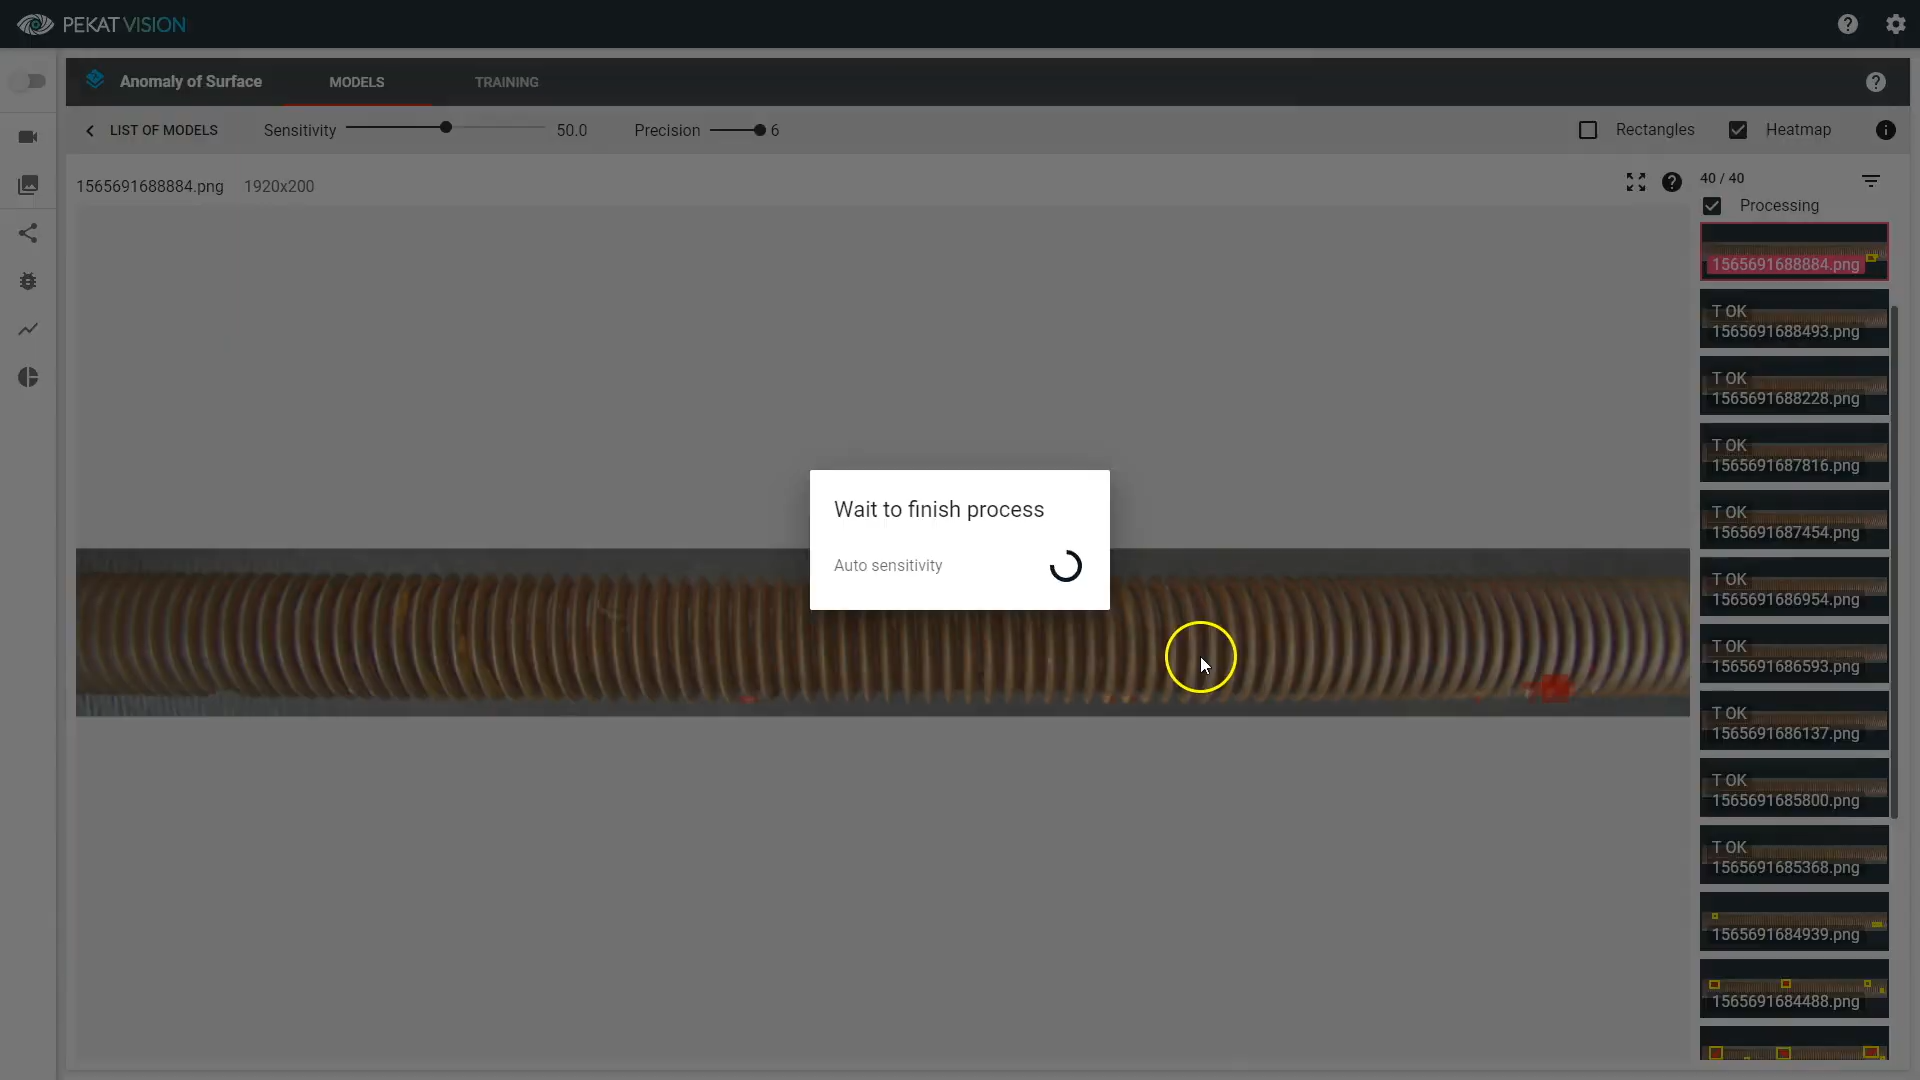 PEKAT VISION
Anomaly of Surface
MODELS
TRAINING
LIST OF MODELS
Sensitivity
50.0
Precision
6
Rectangles
Heatmap
1565691688884.png
1920x200
40 / 40
Processing
1565691688884.png
T OK
1565691688493.png
T OK
1565691688228.png
T OK
1565691687816.png
T OK
1565691687454.png
T OK
1565691686954.png
T OK
1565691686593.png
T OK
1565691686137.png
T OK
1565691685800.png
T OK
1565691685368.png
1565691684939.png
1565691684488.png
Wait to finish process
Auto sensitivity